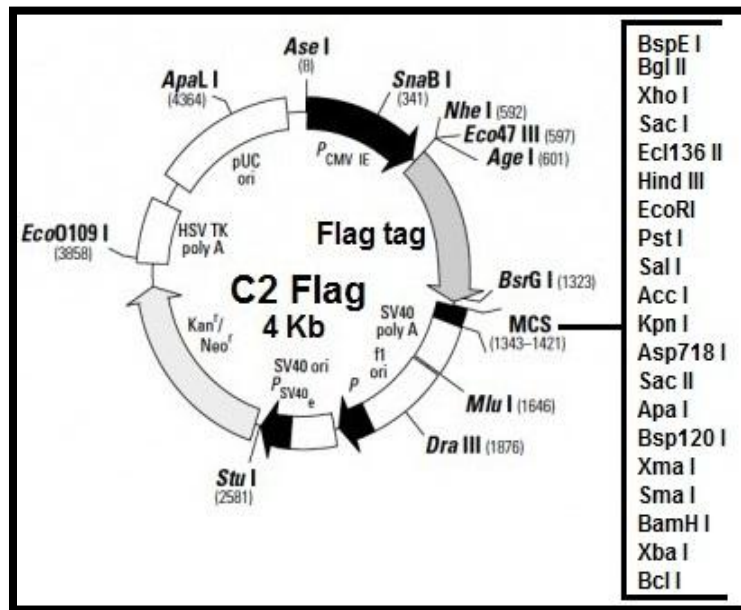 Ase I
(8)
SnaB I
(341)
ApaL I
(4364)
Nhe I (592)
Eco47 III (597)
Age I (601)
P CMV IE
pUC
ori
EcoO109 I
(3858)
HSV TK
poly A
Flag tag
BsrG I (1323)
C2 Flag
4 Kb
SV40
poly A
MCS
(1343–1421)
Kanr/
Neor
f1
ori
SV40 ori
P SV40 e
P
Mlu I (1646)
Dra III (1876)
Stu I
(2581)
BspE I
Bgl II
Xho I
Sac I
Ecl136 II
Hind III
EcoRI
Pst I
Sal I
Acc I
Kpn I
Asp718 I
Sac II
Apa I
Bsp120 I
Xma I
Sma I
BamH I
Xba I
Bcl I